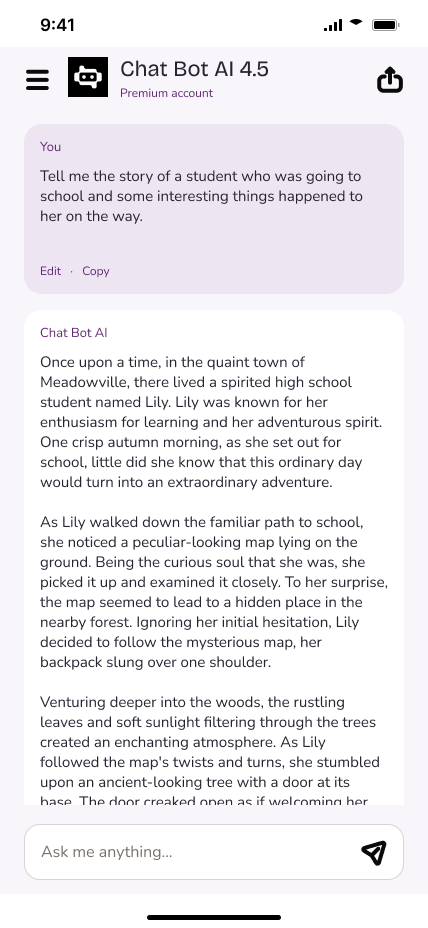 9:41
Chat Bot AI 4.5
Premium account
You
Tell me the story of a student who was going to
school and some interesting things happened to
her on the way.
Edit · Copy
Chat Bot AI
Once upon a time, in the quaint town of
Meadowville, there lived a spirited high school
student named Lily. Lily was known for her
enthusiasm for learning and her adventurous spirit.
One crisp autumn morning, as she set out for
school, little did she know that this ordinary day
would turn into an extraordinary adventure.
As Lily walked down the familiar path to school,
she noticed a peculiar-looking map lying on the
ground. Being the curious soul that she was, she
picked it up and examined it closely. To her surprise,
the map seemed to lead to a hidden place in the
nearby forest. Ignoring her initial hesitation, Lily
decided to follow the mysterious map, her
backpack slung over one shoulder.
Venturing deeper into the woods, the rustling
leaves and soft sunlight filtering through the trees
created an enchanting atmosphere. As Lily
followed the map's twists and turns, she stumbled
upon an ancient-looking tree with a door at its
base. The door creaked open as if welcoming her
Ask me anything...